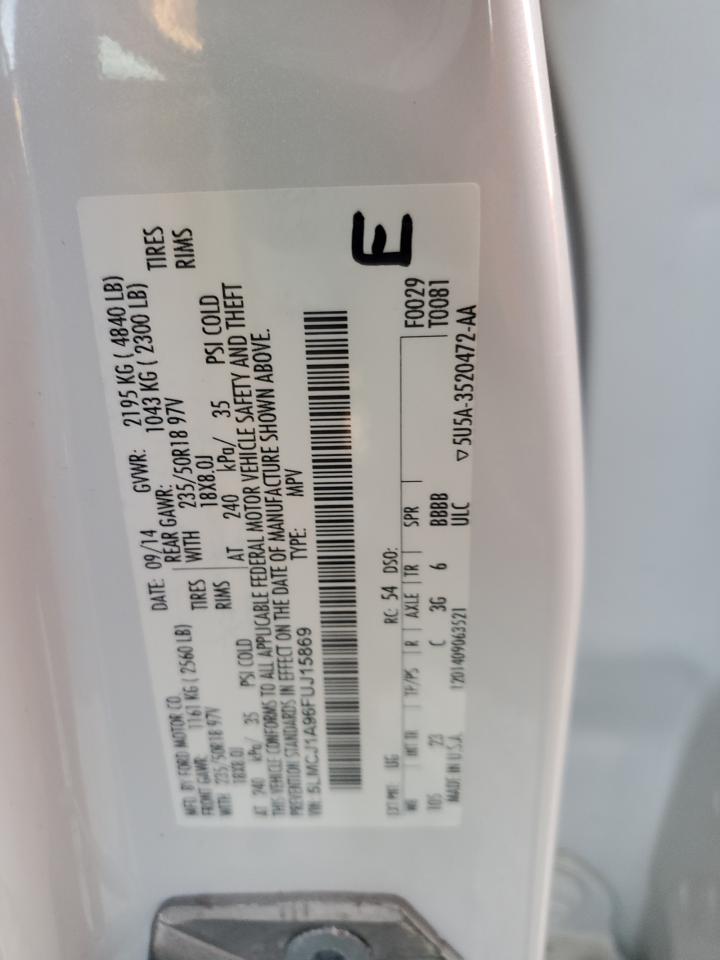 MFD. BY FORD MOTOR CO.
DATE: 09/14 GVWR: 2195 KG ( 4840 LB)
FRONT GAWR: 1161 KG ( 2560 LB) REAR GAWR: 1043 KG ( 2300 LB)
WITH 235/50R18 97V TIRES WITH 235/50R18 97V TIRES
18X8.0J RIMS 18X8.0J RIMS
AT 240 kPa/ 35 PSI COLD AT 240 kPa/ 35 PSI COLD
THIS VEHICLE CONFORMS TO ALL APPLICABLE FEDERAL MOTOR VEHICLE SAFETY AND THEFT
PREVENTION STANDARDS IN EFFECT ON THE DATE OF MANUFACTURE SHOWN ABOVE.
VIN: 5LMCJ1A96FUJ15869 TYPE: MPV
E
EXT PNT: UG RC: 54 DSO: F0029
WB INT TR TP/PS R AXLE TR SPR T0081
105 23 C 3G 6 BBBB
MADE IN U.S.A. 1201409063521 ULC ▽5U5A-3520472-AA